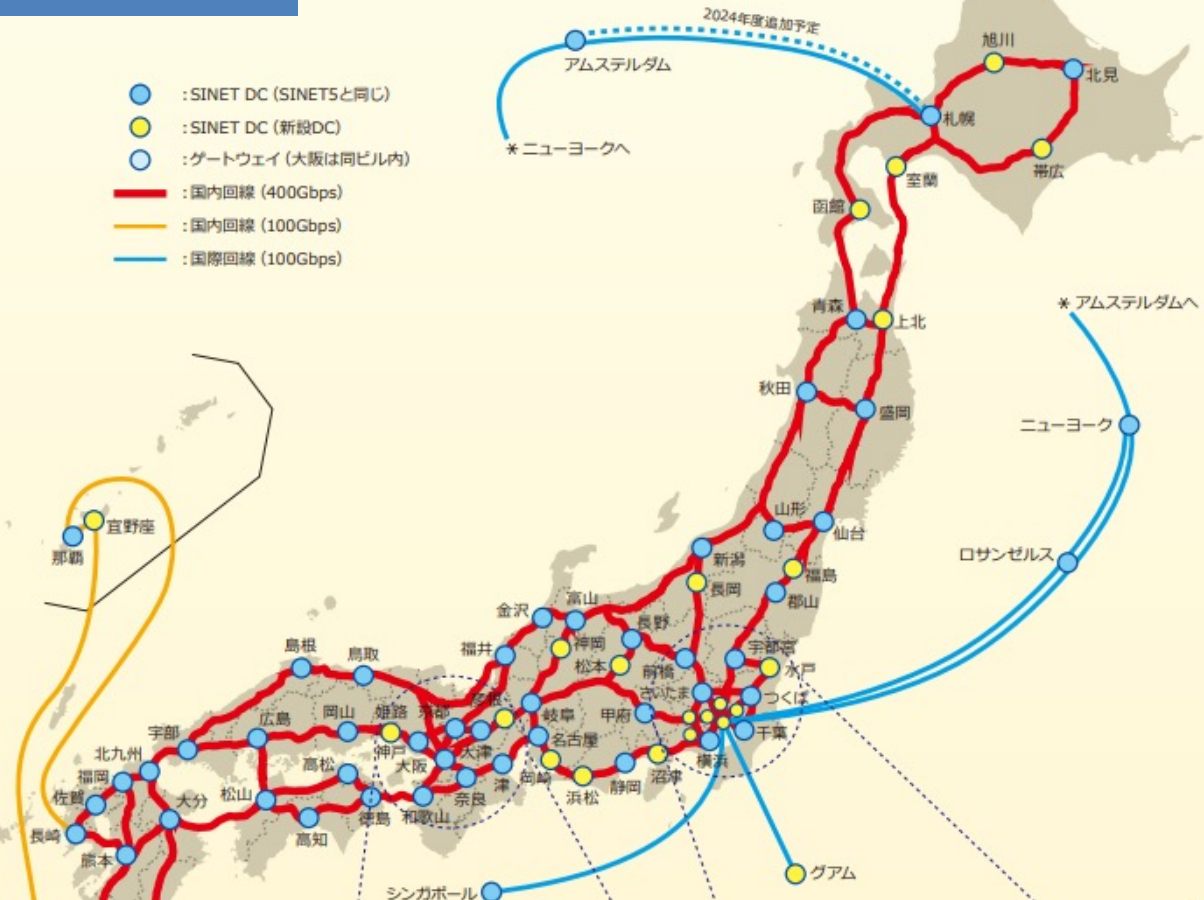 2024年度追加予定
アムステルダム
＊ニューヨークへ
：SINET DC（SINET5と同じ）
：SINET DC（新設DC）
：ゲートウェイ（大阪は同ビル内）
：国内回線（400Gbps）
：国内回線（100Gbps）
：国際回線（100Gbps）
旭川
北見
札幌
帯広
室蘭
函館
青森
上北
＊アムステルダムへ
秋田
盛岡
ニューヨーク
ロサンゼルス
宜野座
那覇
山形
仙台
新潟
長岡
福島
郡山
金沢
富山
福井
神岡
長野
松本
前橋
宇都宮
水戸
さいたま
つくば
千葉
甲府
横浜
島根
鳥取
宇部
広島
岡山
姫路
京都
彦根
岐阜
名古屋
神戸
大阪
大津
津
岡崎
浜松
静岡
沼津
奈良
和歌山
北九州
福岡
佐賀
長崎
大分
熊本
松山
高松
高知
徳島
シンガポール
グアム